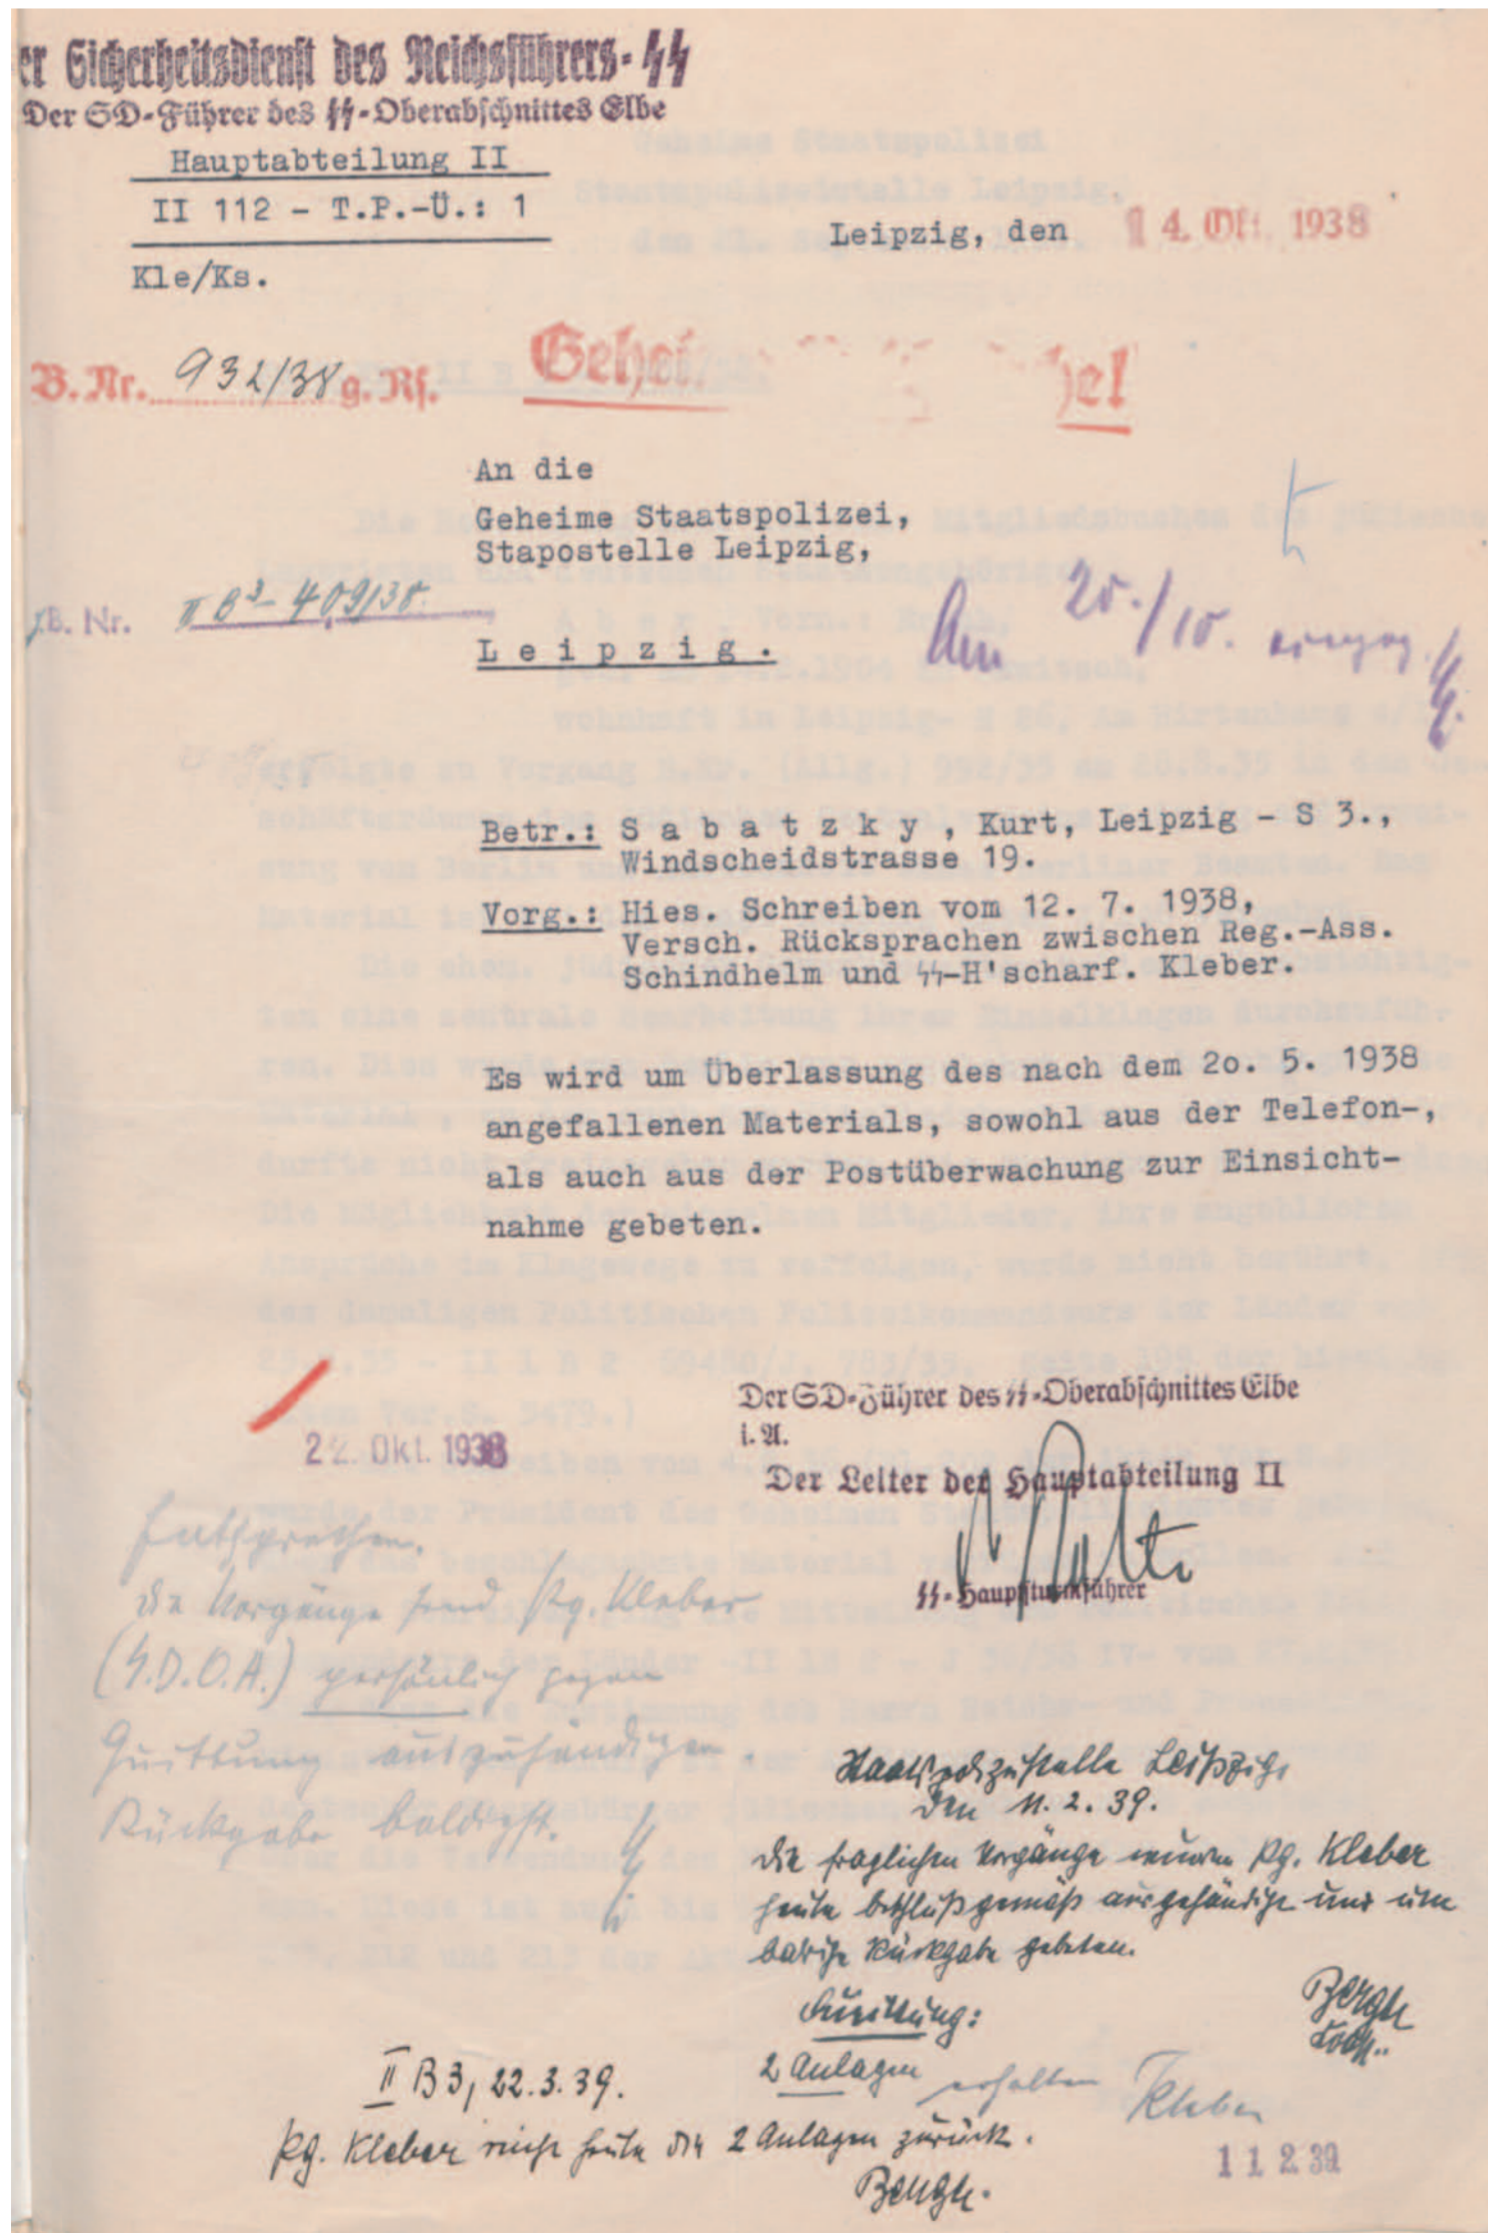 er Sicherheitsdienst des Reichsführers-SS
Der SD-Führer des SS-Oberabschnittes Elbe
Hauptabteilung II
II 112 - T.P.-Ü.: 1
Kle/Ks.
Leipzig, den 14. Okt. 1938
B. Nr. 932/38 g. Rs.
An die
Geheime Staatspolizei,
Stapostelle Leipzig,
B. Nr. II B3- 409/38.
Leipzig.
Am 20./10.
Betr.: Sabatzky, Kurt, Leipzig - S 3.,
Windscheidstrasse 19.
Vorg.: Hies. Schreiben vom 12. 7. 1938,
Versch. Rücksprachen zwischen Reg.-Ass.
Schindhelm und SS-H'scharf. Kleber.
Es wird um Überlassung des nach dem 2o. 5. 1938
angefallenen Materials, sowohl aus der Telefon-,
als auch aus der Postüberwachung zur Einsicht-
nahme gebeten.
Der SD-Führer des SS-Oberabschnittes Elbe
i. A.
Der Leiter der Hauptabteilung II
SS-Hauptsturmführer
22. Okt. 1938
Entsprechen.
Die Vorgänge sind Pg. Kleber
(S.D.O.A.) persönlich gegen
Quittung auszuhändigen.
Rückgabe baldigst.
Staatspolizeistelle Leipzig,
den 11. 2. 39.
Die fraglichen Vorgänge wurden Pg. Kleber
heute beschlußgemäß ausgehändigt und um
baldige Rückgabe gebeten.
Bergk
Quittung:
2 Anlagen erhalten Kleber
11 2 39
II B 3, 22. 3. 39.
Pg. Kleber reicht heute die 2 Anlagen zurück.
Bergk.